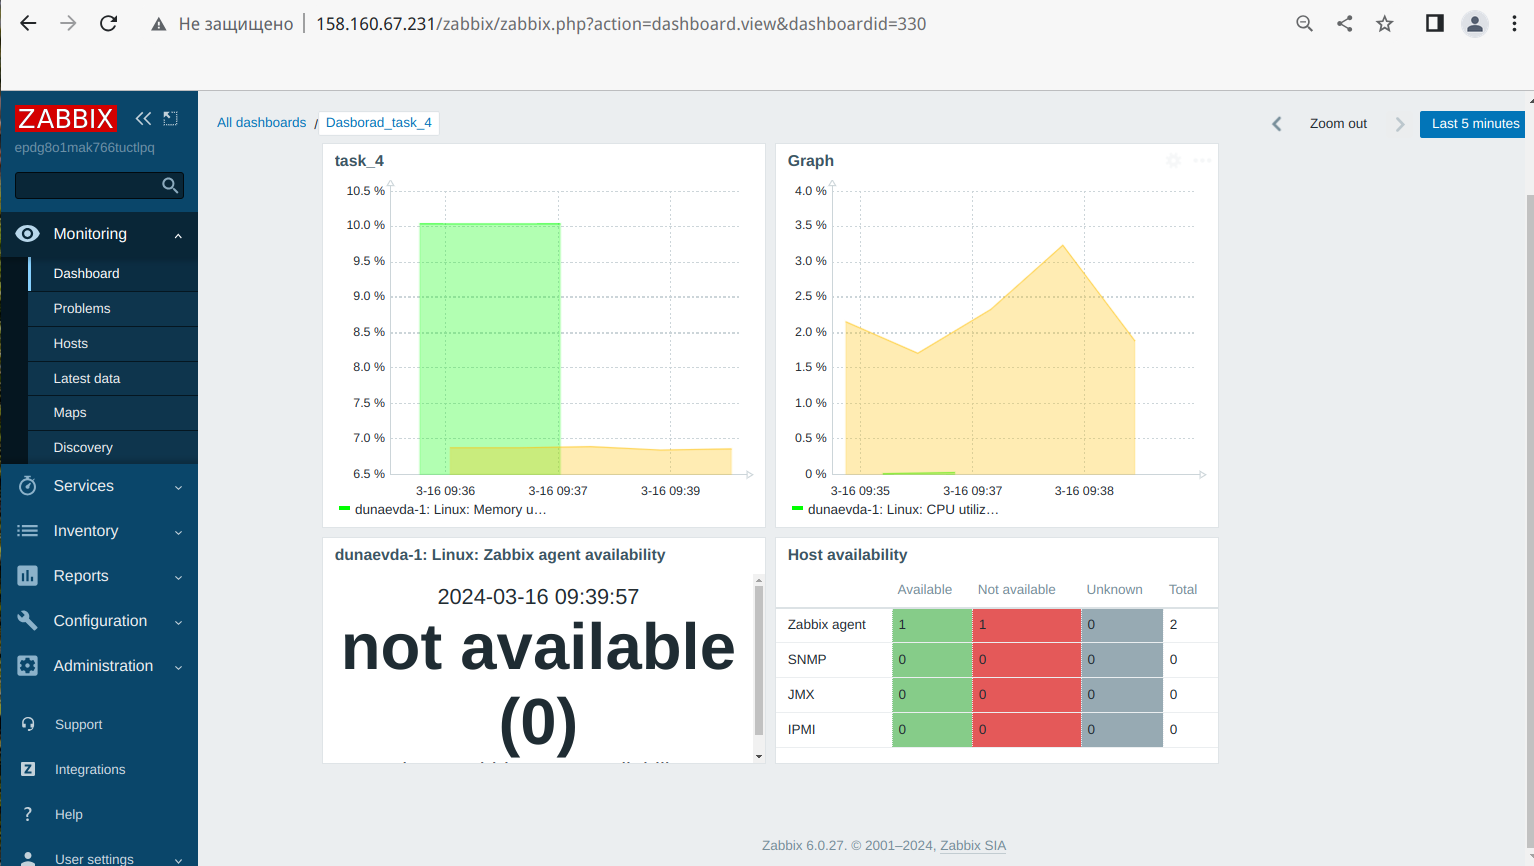 Не защищено 158.160.67.231/zabbix/zabbix.php?action=dashboard.view&dashboardid=330
ZABBIX
epdg8o1mak766tuctlpq
Monitoring
Dashboard
Problems
Hosts
Latest data
Maps
Discovery
Services
Inventory
Reports
Configuration
Administration
Support
Integrations
Help
User settings
All dashboards / Dasborad_task_4
Zoom out
Last 5 minutes
task_4
10.5 %
10.0 %
9.5 %
9.0 %
8.5 %
8.0 %
7.5 %
7.0 %
6.5 %
3-16 09:36 3-16 09:37 3-16 09:39
dunaevda-1: Linux: Memory u…
Graph
4.0 %
3.5 %
3.0 %
2.5 %
2.0 %
1.5 %
1.0 %
0.5 %
0 %
3-16 09:35 3-16 09:37 3-16 09:38
dunaevda-1: Linux: CPU utiliz…
dunaevda-1: Linux: Zabbix agent availability
2024-03-16 09:39:57
not available
(0)
Host availability
Available Not available Unknown Total
Zabbix agent 1 1 0 2
SNMP 0 0 0 0
JMX 0 0 0 0
IPMI 0 0 0 0
Zabbix 6.0.27. © 2001–2024, Zabbix SIA